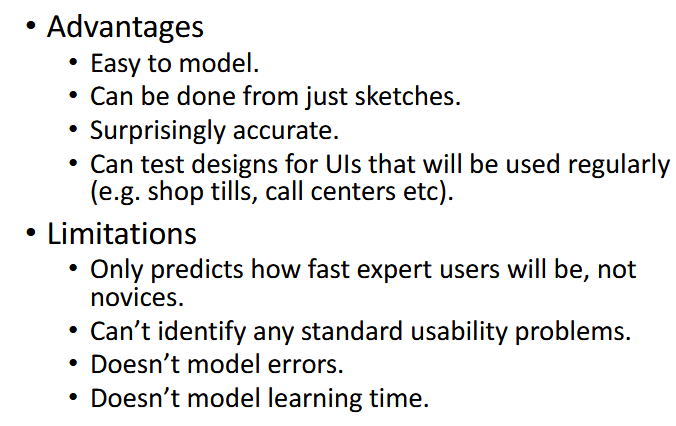 • Advantages
• Easy to model.
• Can be done from just sketches.
• Surprisingly accurate.
• Can test designs for UIs that will be used regularly
(e.g. shop tills, call centers etc).
• Limitations
• Only predicts how fast expert users will be, not
novices.
• Can’t identify any standard usability problems.
• Doesn’t model errors.
• Doesn’t model learning time.